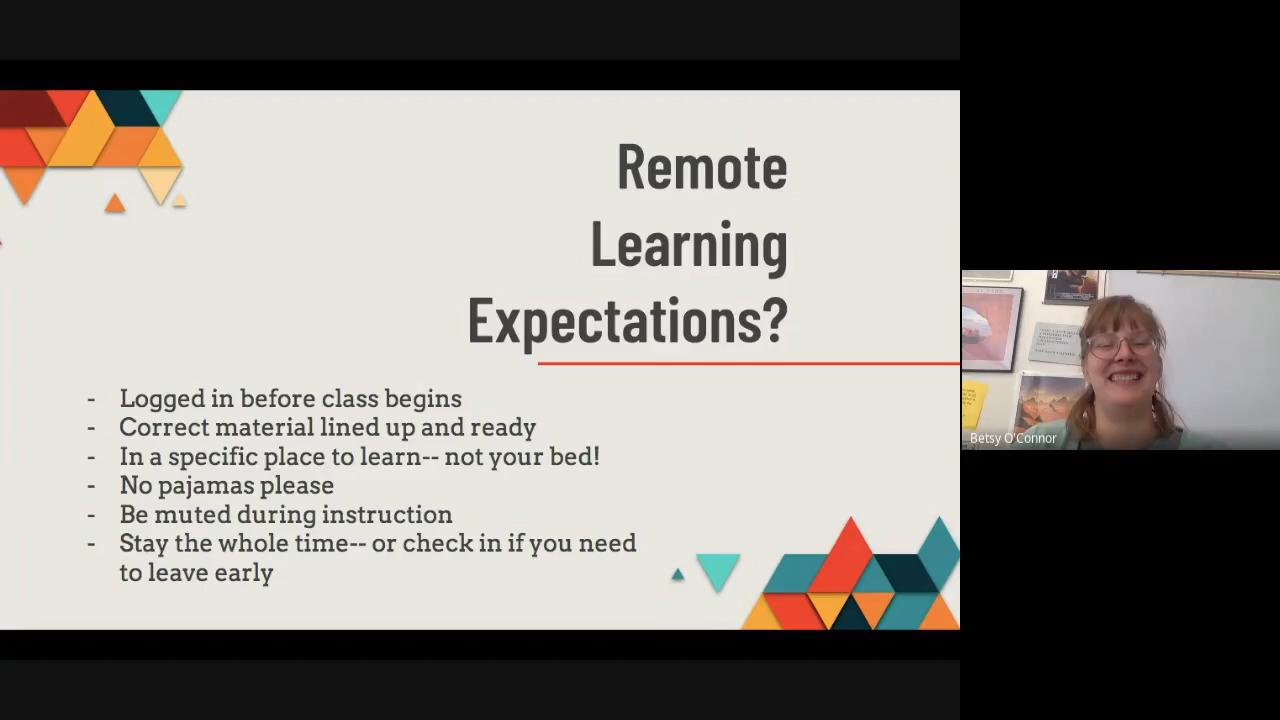 Remote
Learning
Expectations?
- Logged in before class begins
- Correct material lined up and ready
- In a specific place to learn-- not your bed!
- No pajamas please
- Be muted during instruction
- Stay the whole time-- or check in if you need
to leave early
Betsy O'Connor